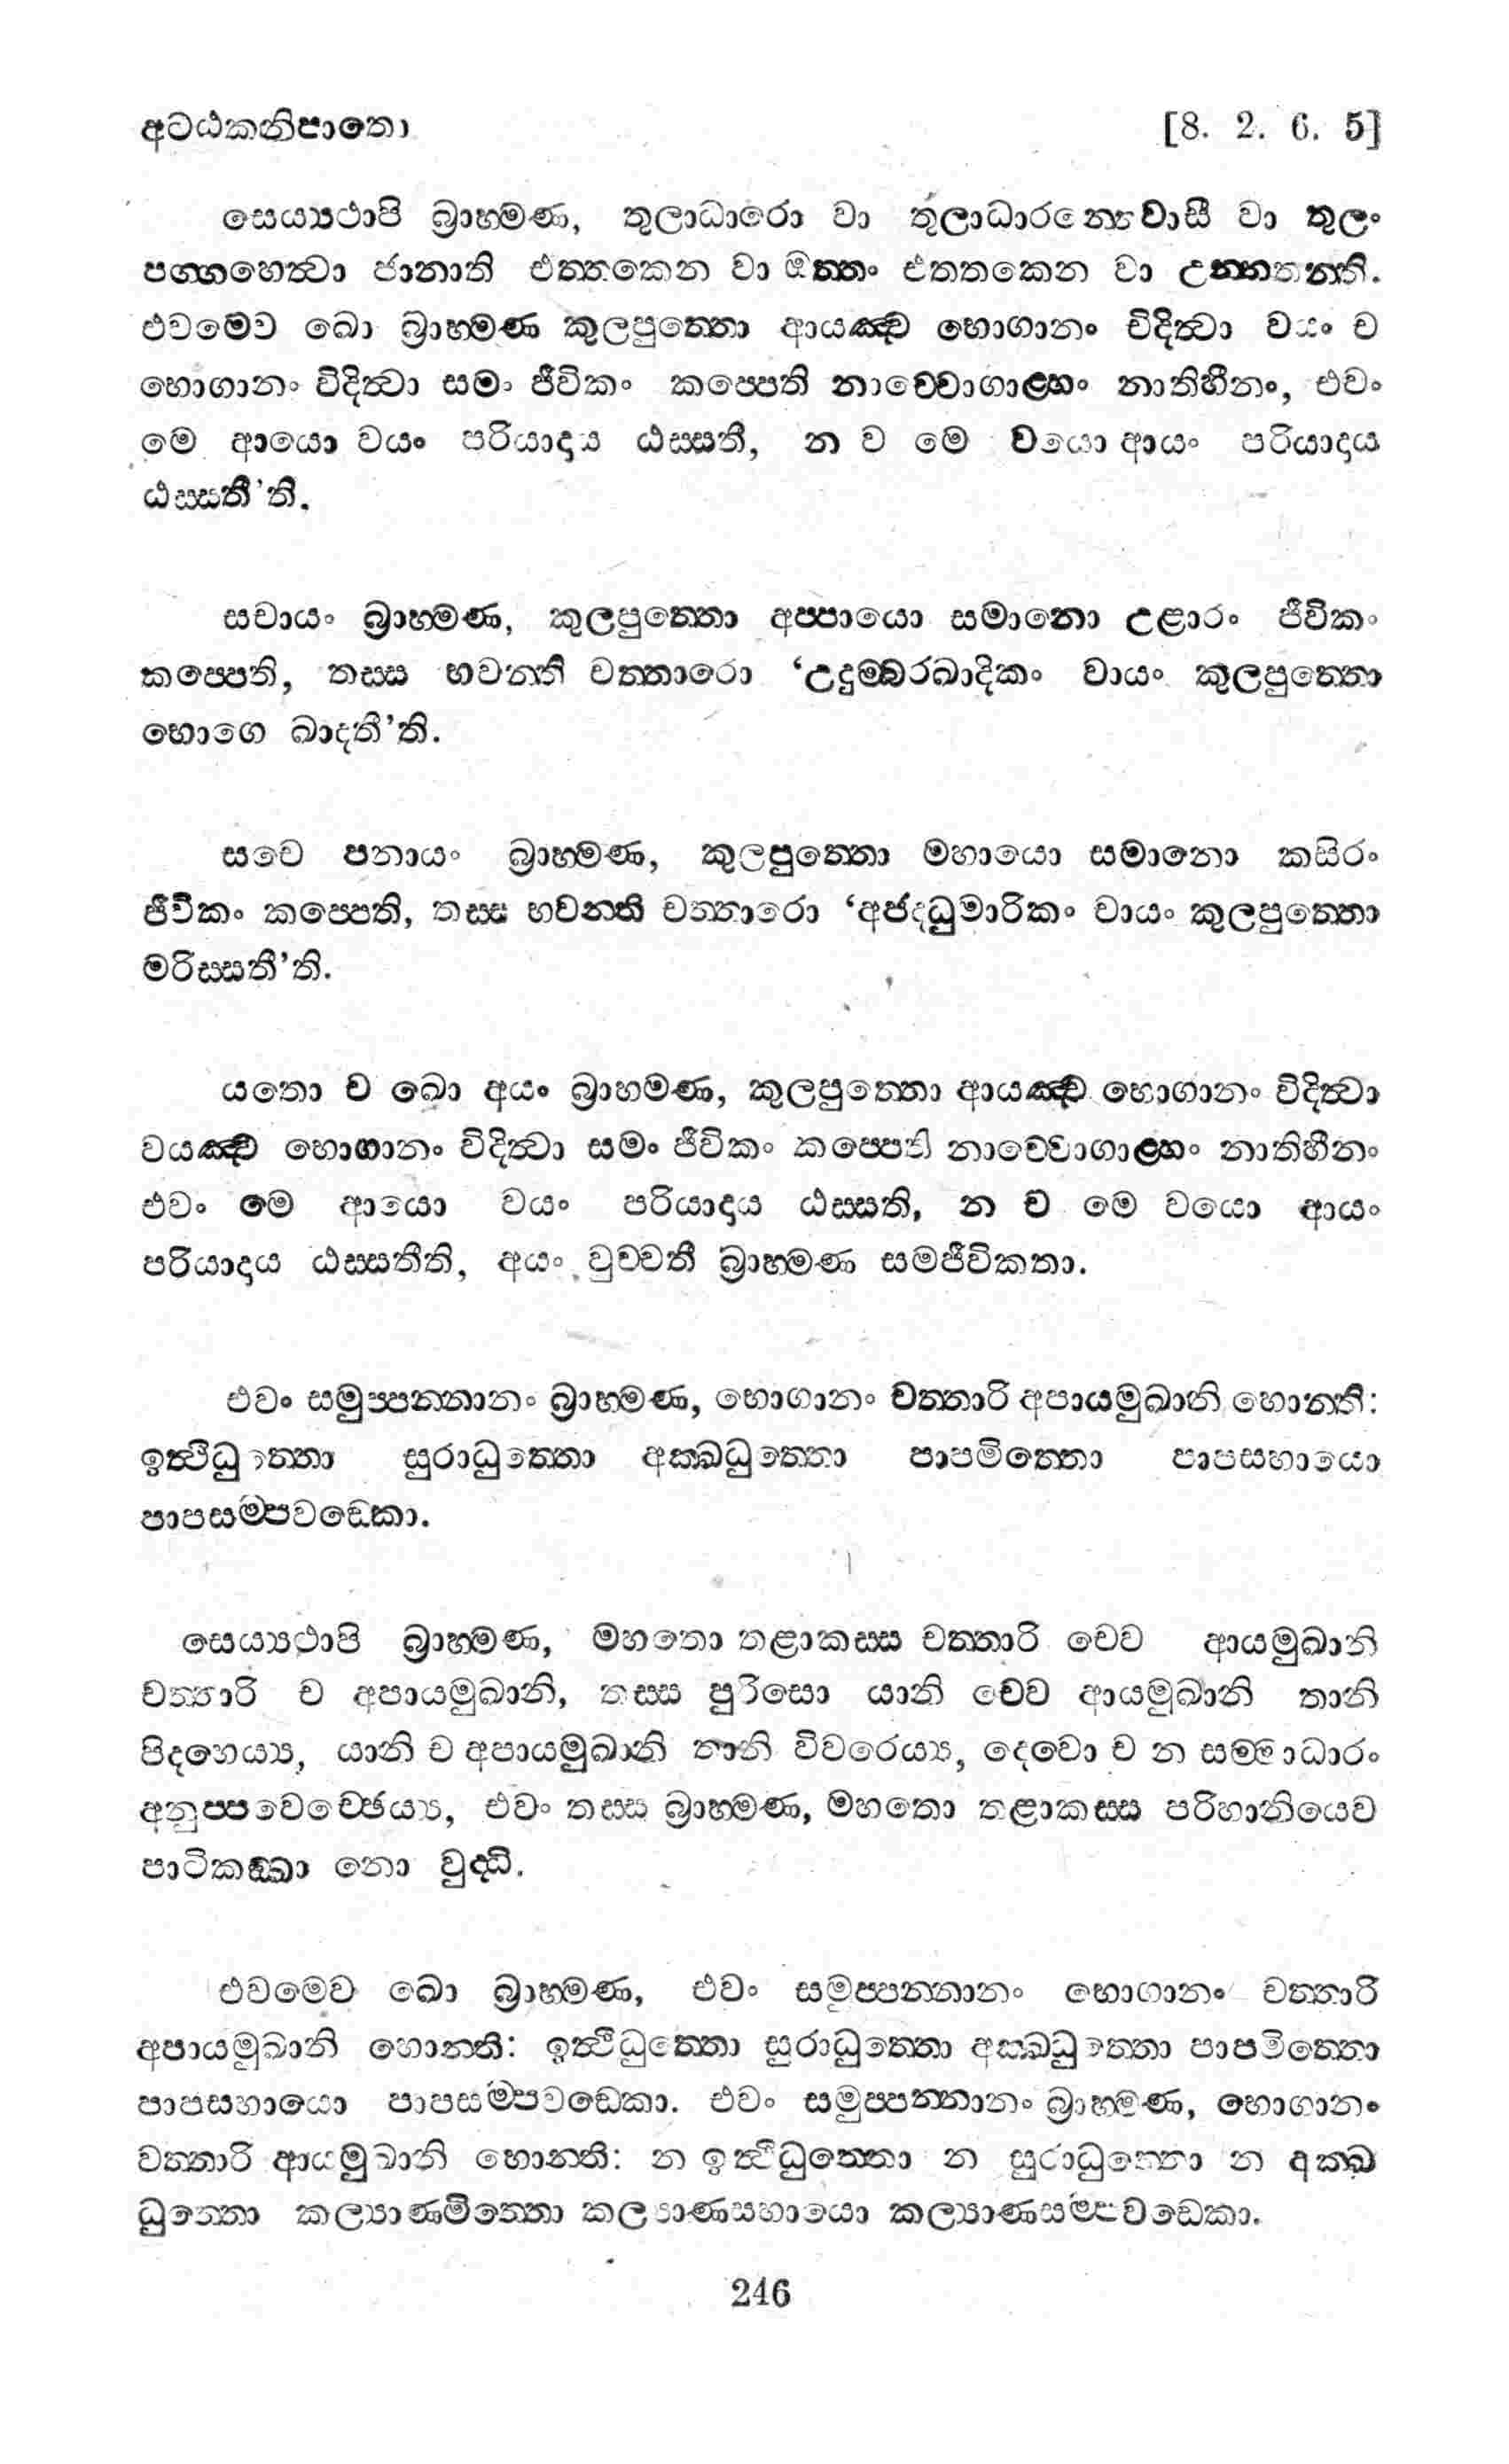 අට්ඨකනිපාතො [8. 2. 6. 5]
සෙය්‍යථාපි බ්‍රාහ්මණ, තුලාධාරො වා තුලාධාරන්තෙවාසී වා තුලං
පග්ගහෙත්‍වා ජානාති එත්තකෙන වා ඔනතං එත්තකෙන වා උන්නතන්ති.
එවමෙව ඛො බ්‍රාහ්මණ කුලපුත්තො ආයඤ්ච භොගානං විදිත්‍වා වයං ච
භොගානං විදිත්‍වා සමං ජීවිකං කප්පෙති නාච්චොගාළ්හං නාතිහීනං, එවං
මෙ ආයො වයං පරියාදාය ඨස්සතී, න ච මෙ වයො ආයං පරියාදාය
ඨස්සතී’ති.
සචායං බ්‍රාහ්මණ, කුලපුත්තො අප්පායො සමානො උළාරං ජීවිකං
කප්පෙති, තස්ස භවන්ති වත්තාරො ‘උදුම්බරඛාදිකං වායං කුලපුත්තො
භොගෙ ඛාදතී’ති.
සචෙ පනායං බ්‍රාහ්මණ, කුලපුත්තො මහායො සමානො කසිරං
ජීවිකං කප්පෙති, තස්ස භවන්ති වත්තාරො ‘අජද්ධුමාරිකං වායං කුලපුත්තො
මරිස්සතී’ති.
යතො ච ඛො අයං බ්‍රාහ්මණ, කුලපුත්තො ආයඤ්ච භොගානං විදිත්‍වා
වයඤ්ච භොගානං විදිත්‍වා සමං ජීවිකං කප්පෙති නාච්චොගාළ්හං නාතිහීනං
එවං මෙ ආයො වයං පරියාදාය ඨස්සති, න ච මෙ වයො ආයං
පරියාදාය ඨස්සතීති, අයං වුච්චතී බ්‍රාහ්මණ සමජීවිකතා.
එවං සමුප්පන්නානං බ්‍රාහ්මණ, භොගානං චත්තාරි අපායමුඛානි හොන්ති:
ඉත්‍ථිධුත්තො සුරාධුත්තො අක්ඛධුත්තො පාපමිත්තො පාපසහායො
පාපසම්පවඞ්කො.
සෙය්‍යථාපි බ්‍රාහ්මණ, මහතො තළාකස්ස චත්තාරි චෙව ආයමුඛානි
චත්තාරි ච අපායමුඛානි, තස්ස පුරිසො යානි චෙව ආයමුඛානි තානි
පිදහෙය්‍ය, යානි ච අපායමුඛානි තානි විවරෙය්‍ය, දෙවො ච න සම්මාධාරං
අනුප්පවෙච්ඡෙය්‍ය, එවං තස්ස බ්‍රාහ්මණ, මහතො තළාකස්ස පරිහානියෙව
පාටිකඞ්ඛා නො වුද්ධි.
එවමෙව ඛො බ්‍රාහ්මණ, එවං සමුප්පන්නානං භොගානං චත්තාරි
අපායමුඛානි හොන්ති: ඉත්‍ථිධුත්තො සුරාධුත්තො අක්ඛධුත්තො පාපමිත්තො
පාපසහායො පාපසම්පවඞ්කො. එවං සමුප්පන්නානං බ්‍රාහ්මණ, භොගානං
චත්තාරි ආයමුඛානි හොන්ති: න ඉත්‍ථිධුත්තො න සුරාධුත්තො න අක්ඛ
ධුත්තො කල්‍යාණමිත්තො කල්‍යාණසහායො කල්‍යාණසම්පවඞ්කො.
246